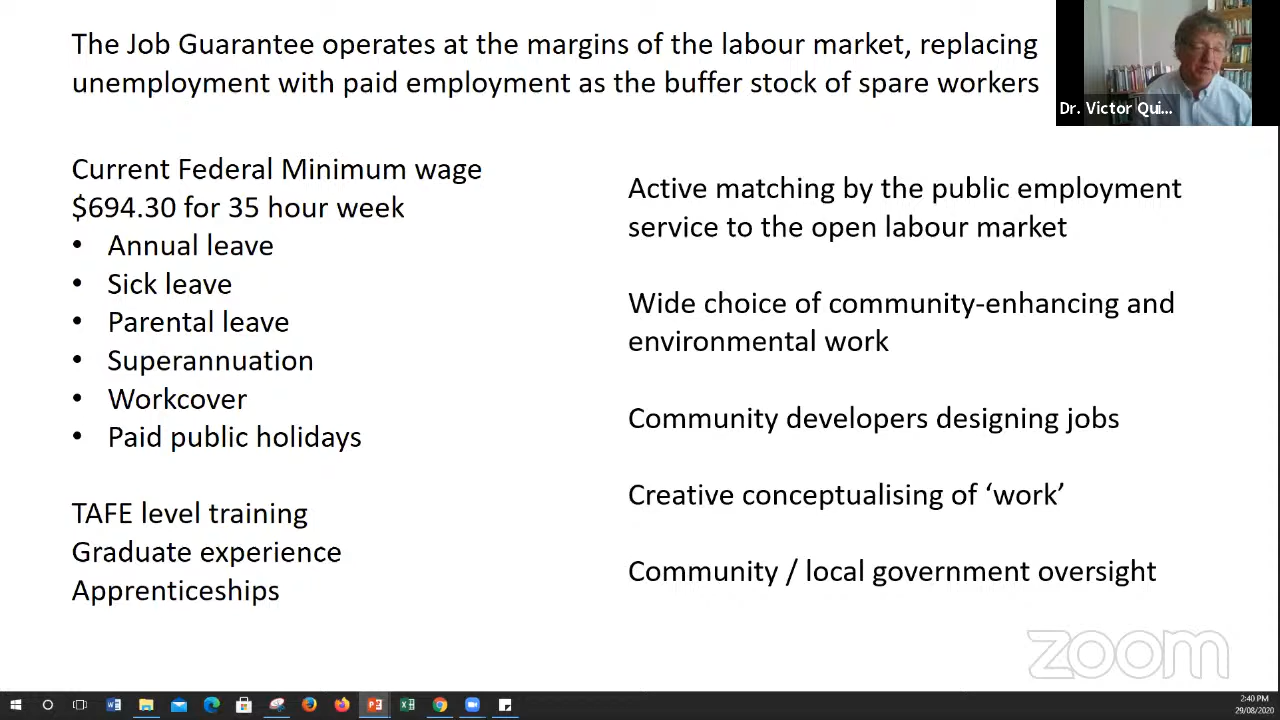 The Job Guarantee operates at the margins of the labour market, replacing
unemployment with paid employment as the buffer stock of spare workers
Dr. Victor Qui...
Current Federal Minimum wage
$694.30 for 35 hour week
• Annual leave
• Sick leave
• Parental leave
• Superannuation
• Workcover
• Paid public holidays
TAFE level training
Graduate experience
Apprenticeships
Active matching by the public employment
service to the open labour market
Wide choice of community-enhancing and
environmental work
Community developers designing jobs
Creative conceptualising of ‘work’
Community / local government oversight
zoom
2:40 PM
29/08/2020